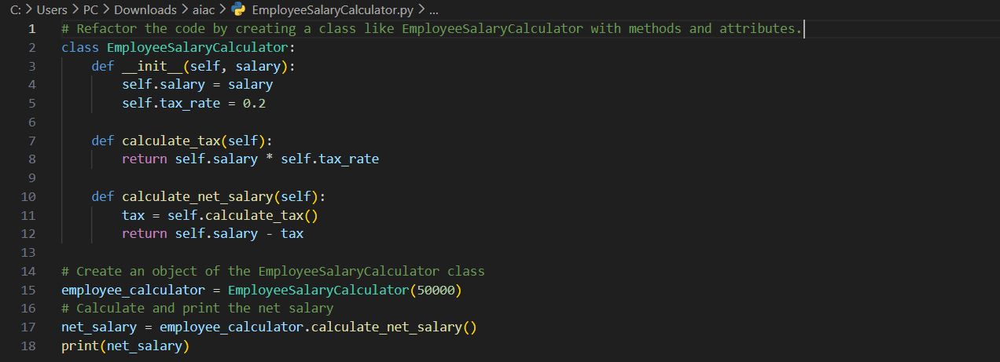 C: > Users > PC > Downloads > aiac > EmployeeSalaryCalculator.py > ...
1 # Refactor the code by creating a class like EmployeeSalaryCalculator with methods and attributes.
2 class EmployeeSalaryCalculator:
3     def __init__(self, salary):
4         self.salary = salary
5         self.tax_rate = 0.2
6
7     def calculate_tax(self):
8         return self.salary * self.tax_rate
9
10     def calculate_net_salary(self):
11         tax = self.calculate_tax()
12         return self.salary - tax
13
14 # Create an object of the EmployeeSalaryCalculator class
15 employee_calculator = EmployeeSalaryCalculator(50000)
16 # Calculate and print the net salary
17 net_salary = employee_calculator.calculate_net_salary()
18 print(net_salary)